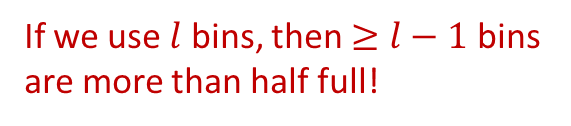 If we use l bins, then ≥ l − 1 bins
are more than half full!